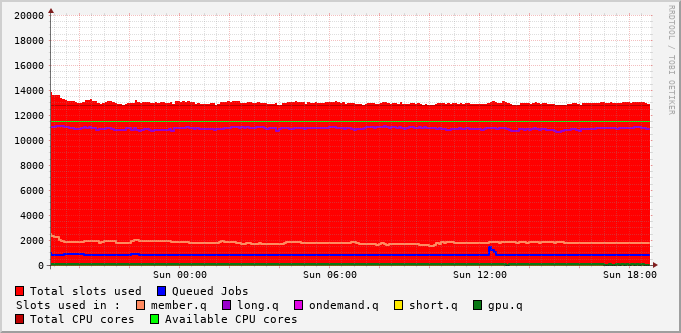 RRDTOOL / TOBI OETIKER
20000
18000
16000
14000
12000
10000
8000
6000
4000
2000
0
Sun 00:00 Sun 06:00 Sun 12:00 Sun 18:00
Total slots used Queued Jobs
Slots used in : member.q long.q ondemand.q short.q gpu.q
Total CPU cores Available CPU cores